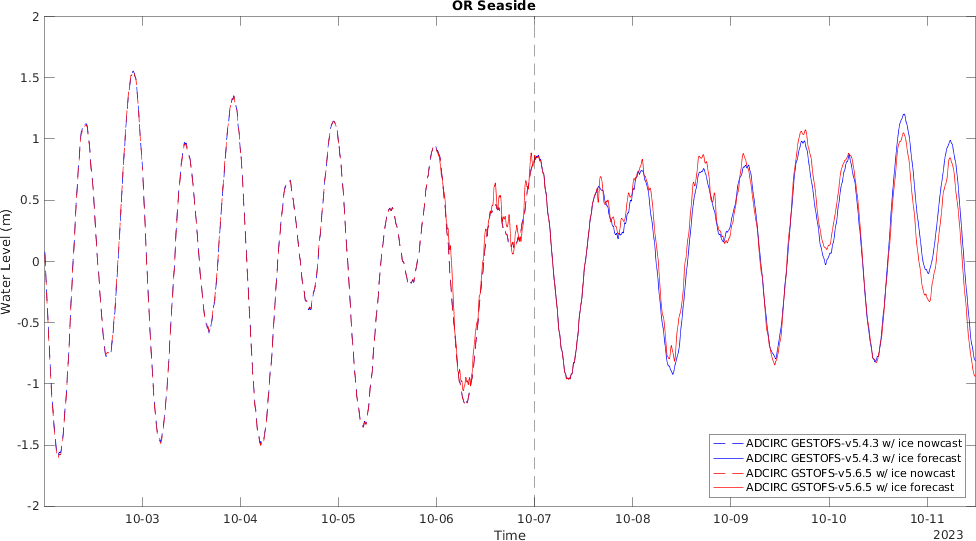 OR Seaside
2
1.5
1
0.5
0
-0.5
-1
-1.5
-2
Water Level (m)
10-03
10-04
10-05
10-06
10-07
10-08
10-09
10-10
10-11
Time
2023
ADCIRC GESTOFS-v5.4.3 w/ ice nowcast
ADCIRC GESTOFS-v5.4.3 w/ ice forecast
ADCIRC GSTOFS-v5.6.5 w/ ice nowcast
ADCIRC GSTOFS-v5.6.5 w/ ice forecast